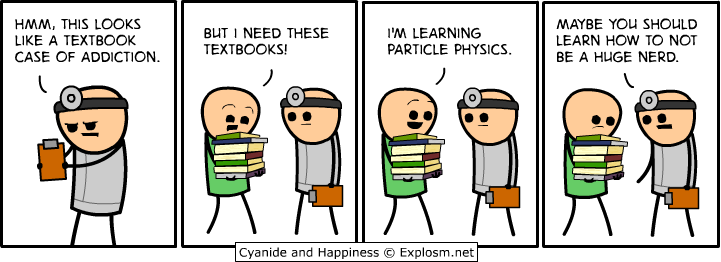 HMM, THIS LOOKS
LIKE A TEXTBOOK
CASE OF ADDICTION.
BUT I NEED THESE
TEXTBOOKS!
I'M LEARNING
PARTICLE PHYSICS.
MAYBE YOU SHOULD
LEARN HOW TO NOT
BE A HUGE NERD.
Cyanide and Happiness © Explosm.net